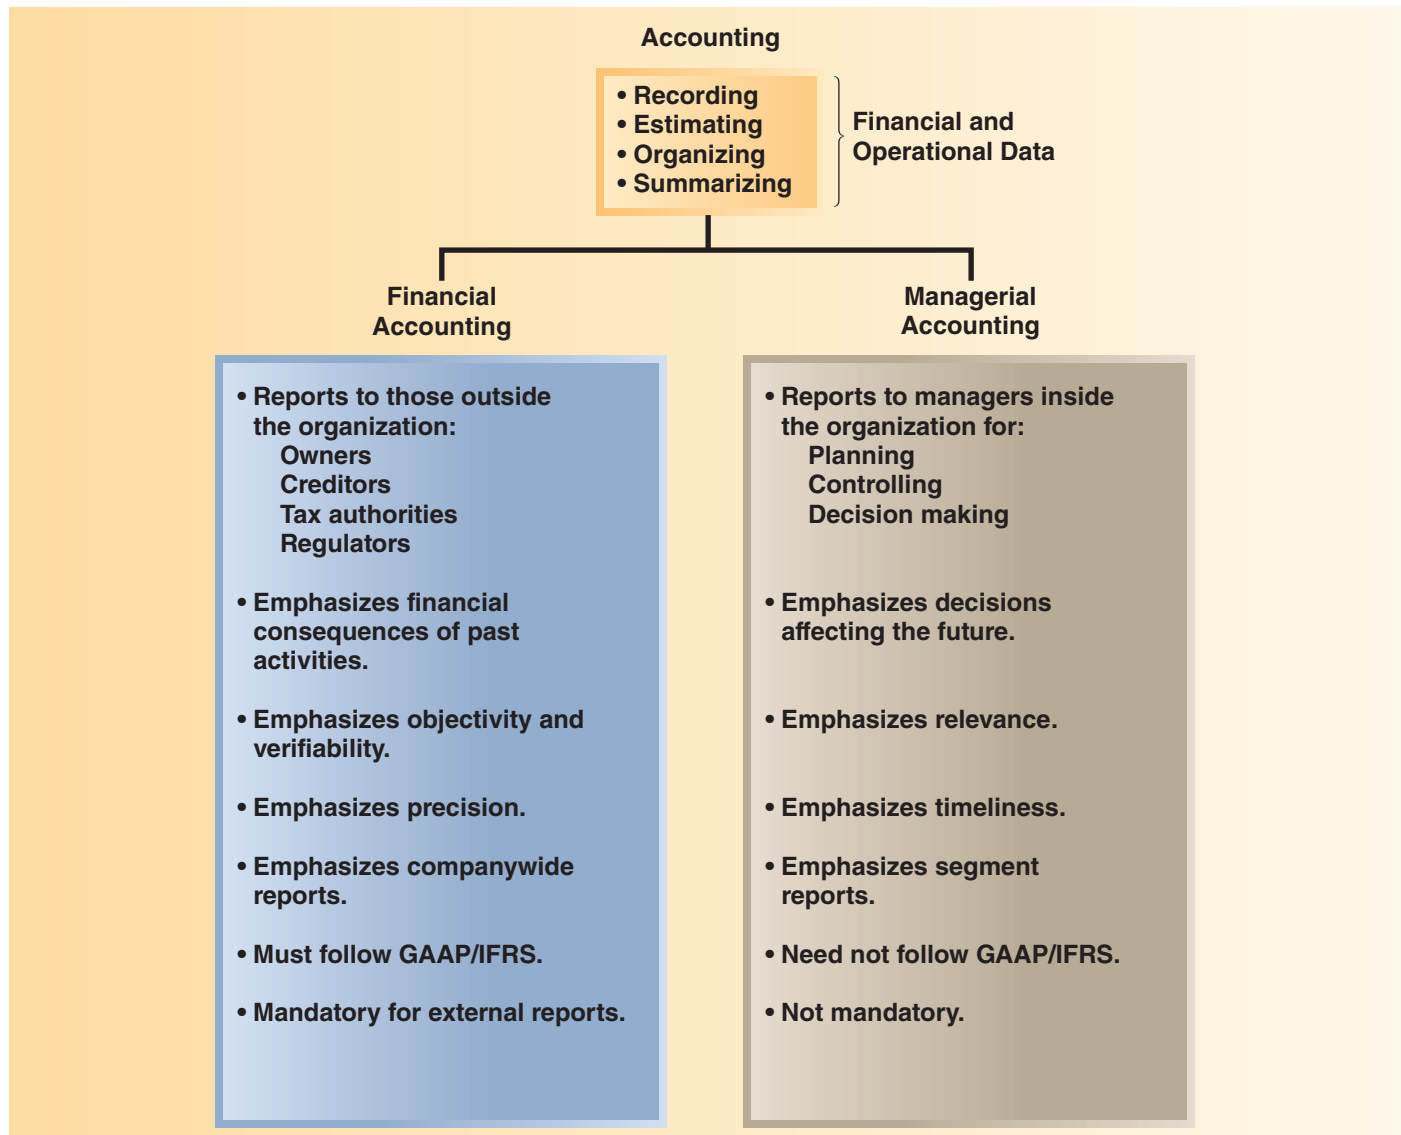 Accounting
• Recording
• Estimating
• Organizing
• Summarizing
Financial and
Operational Data
Financial
Accounting
• Reports to those outside
the organization:
Owners
Creditors
Tax authorities
Regulators
• Emphasizes financial
consequences of past
activities.
• Emphasizes objectivity and
verifiability.
• Emphasizes precision.
• Emphasizes companywide
reports.
• Must follow GAAP/IFRS.
• Mandatory for external reports.
Managerial
Accounting
• Reports to managers inside
the organization for:
Planning
Controlling
Decision making
• Emphasizes decisions
affecting the future.
• Emphasizes relevance.
• Emphasizes timeliness.
• Emphasizes segment
reports.
• Need not follow GAAP/IFRS.
• Not mandatory.